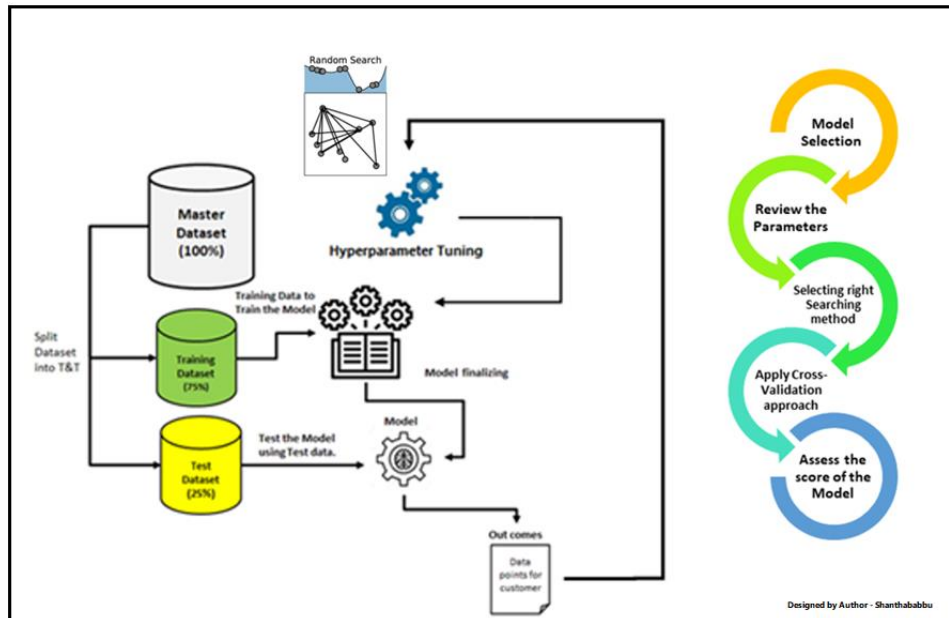 Random Search
Master
Dataset
(100%)
Hyperparameter Tuning
Training Data to
Train the Model
Split
Dataset
into T&T
Training
Dataset
(75%)
Model finalizing
Model
Test the Model
using Test data.
Test
Dataset
(25%)
Out comes
Data
points for
customer
Model
Selection
Review the
Parameters
Selecting right
Searching
method
Apply Cross-
Validation
approach
Assess the
score of the
Model
Designed by Author - Shanthababbu